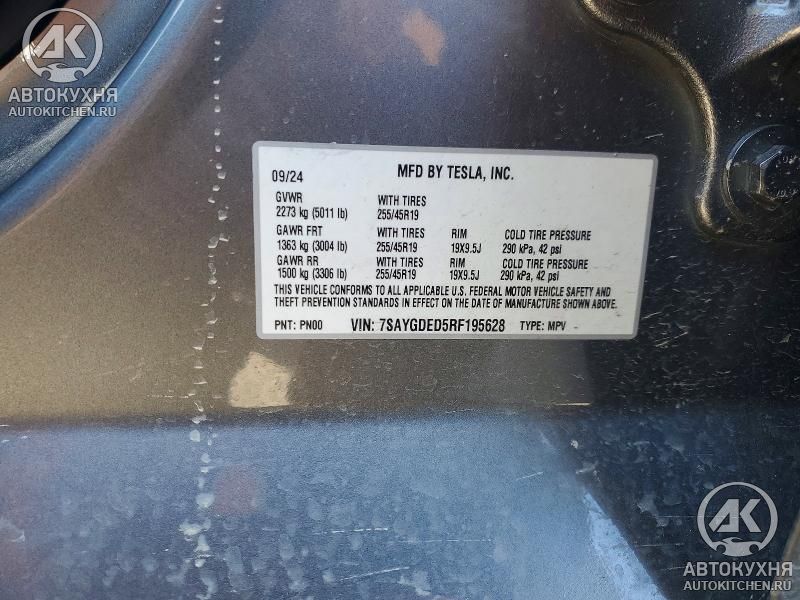 AK
АВТОКУХНЯ
AUTOKITCHEN.RU
09/24 MFD BY TESLA, INC.
GVWR WITH TIRES
2273 kg (5011 lb) 255/45R19
GAWR FRT WITH TIRES RIM COLD TIRE PRESSURE
1363 kg (3004 lb) 255/45R19 19X9.5J 290 kPa, 42 psi
GAWR RR WITH TIRES RIM COLD TIRE PRESSURE
1500 kg (3306 lb) 255/45R19 19X9.5J 290 kPa, 42 psi
THIS VEHICLE CONFORMS TO ALL APPLICABLE U.S. FEDERAL MOTOR VEHICLE SAFETY AND
THEFT PREVENTION STANDARDS IN EFFECT ON THE DATE OF MANUFACTURE SHOWN ABOVE.
PNT: PN00 VIN: 7SAYGDED5RF195628 TYPE: MPV
AK
АВТОКУХНЯ
AUTOKITCHEN.RU